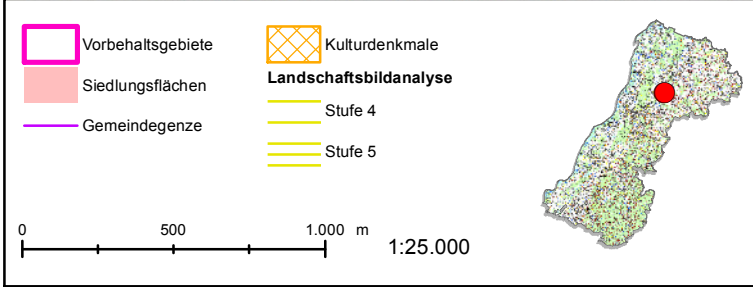 Vorbehaltsgebiete
Siedlungsflächen
Gemeindegenze
Kulturdenkmale
Landschaftsbildanalyse
Stufe 4
Stufe 5
0 500 1.000 m
1:25.000